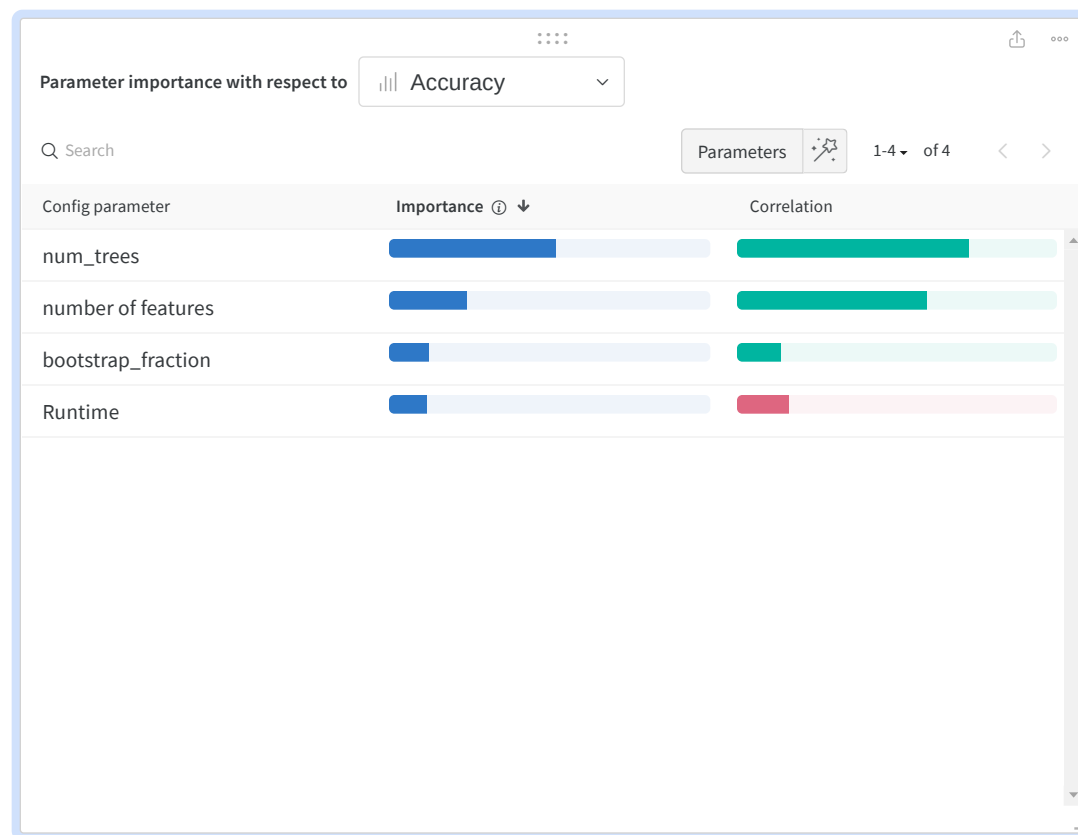 Parameter importance with respect to Accuracy
Search Parameters 1-4 of 4
Config parameter Importance Correlation
num_trees
number of features
bootstrap_fraction
Runtime